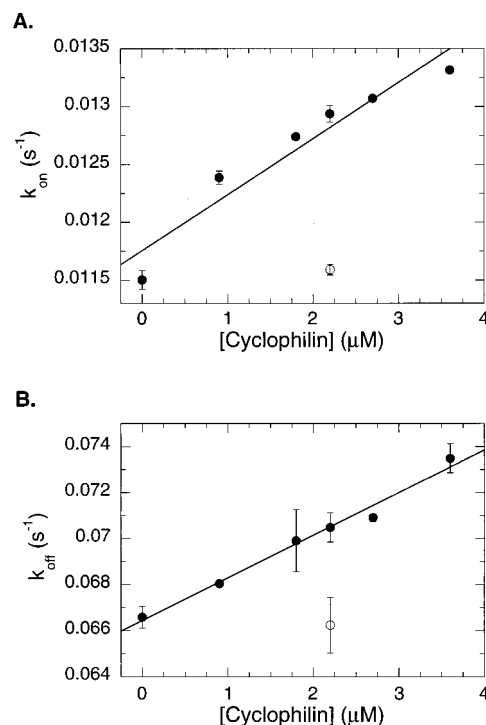 A.
0.0135
0.013
0.0125
0.012
0.0115
k_on (s⁻¹)
0 1 2 3 4
[Cyclophilin] (μM)
B.
0.074
0.072
0.07
0.068
0.066
0.064
k_off (s⁻¹)
0 1 2 3 4
[Cyclophilin] (μM)